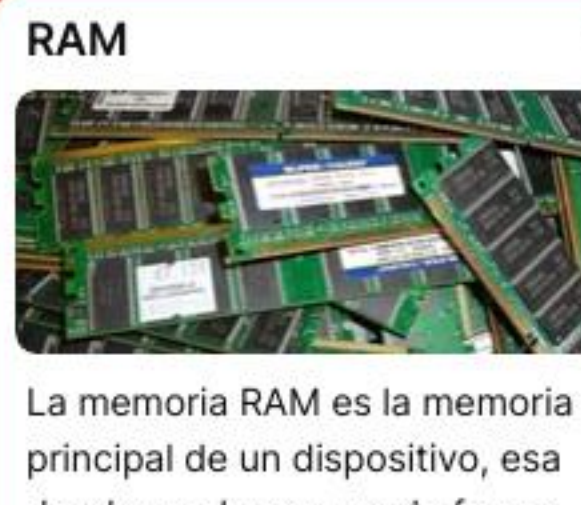 RAM
La memoria RAM es la memoria
principal de un dispositivo, esa